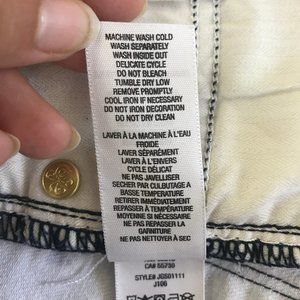 MACHINE WASH COLD
WASH SEPARATELY
WASH INSIDE OUT
DELICATE CYCLE
DO NOT BLEACH
TUMBLE DRY LOW
REMOVE PROMPTLY
COOL IRON IF NECESSARY
DO NOT IRON DECORATION
DO NOT DRY CLEAN
LAVER À LA MACHINE À L'EAU
FROIDE
LAVER SÉPARÉMENT
LAVER À L'ENVERS
CYCLE DÉLICAT
NE PAS JAVELLISER
SECHER PAR CULBUTAGE A
BASSE TEMPERATURE
RETIRER IMMÉDIATEMENT
REPASSER À TEMPÉRATURE
MOYENNE SI NÉCESSAIRE
NE PAS REPASSER LA
GARNITURE
NE PAS NETTOYER À SEC
CA# 55730
STYLE# JGS01111
J106